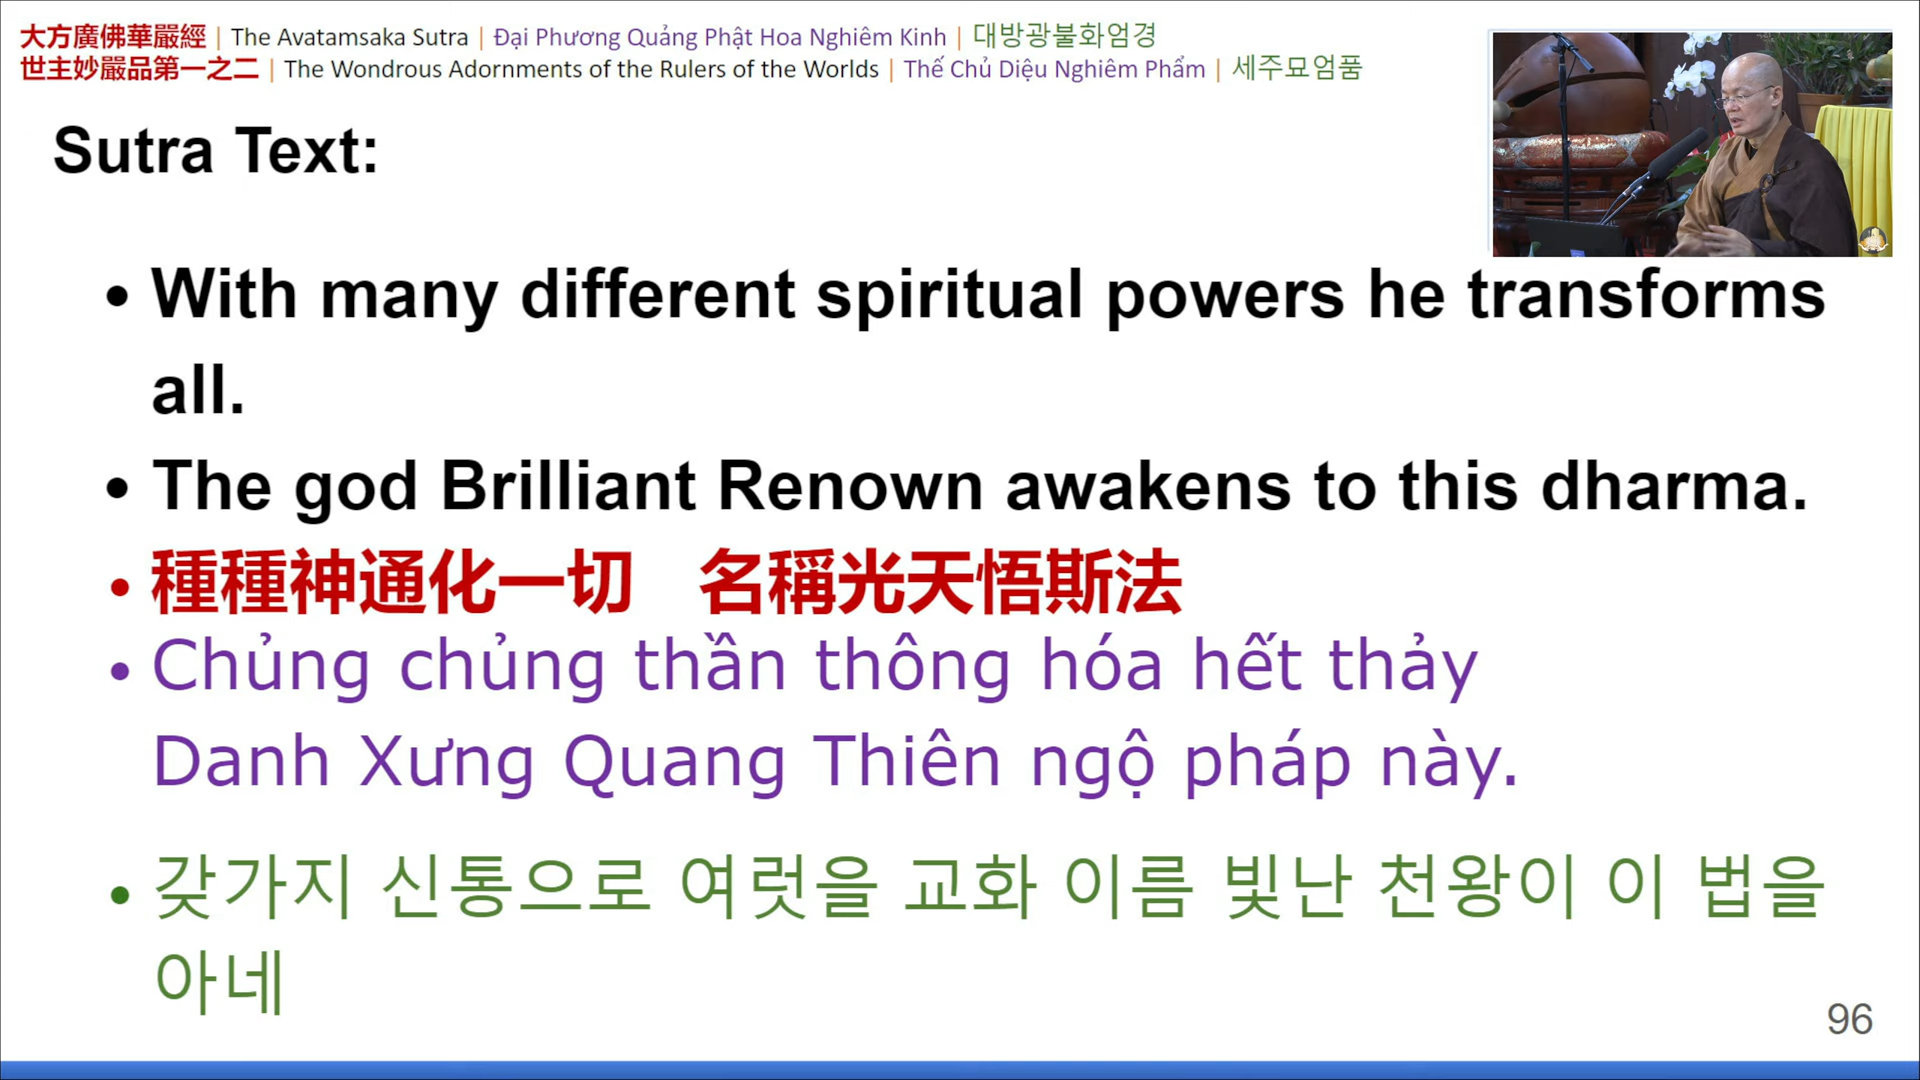 大方廣佛華嚴經 | The Avatamsaka Sutra | Đại Phương Quảng Phật Hoa Nghiêm Kinh | 대방광불화엄경
世主妙嚴品第一之二 | The Wondrous Adornments of the Rulers of the Worlds | Thế Chủ Diệu Nghiêm Phẩm | 세주묘엄품
Sutra Text:
• With many different spiritual powers he transforms
all.
• The god Brilliant Renown awakens to this dharma.
• 種種神通化一切 名稱光天悟斯法
• Chủng chủng thần thông hóa hết thảy
Danh Xưng Quang Thiên ngộ pháp này.
• 갖가지 신통으로 여럿을 교화 이름 빛난 천왕이 이 법을
아네
96